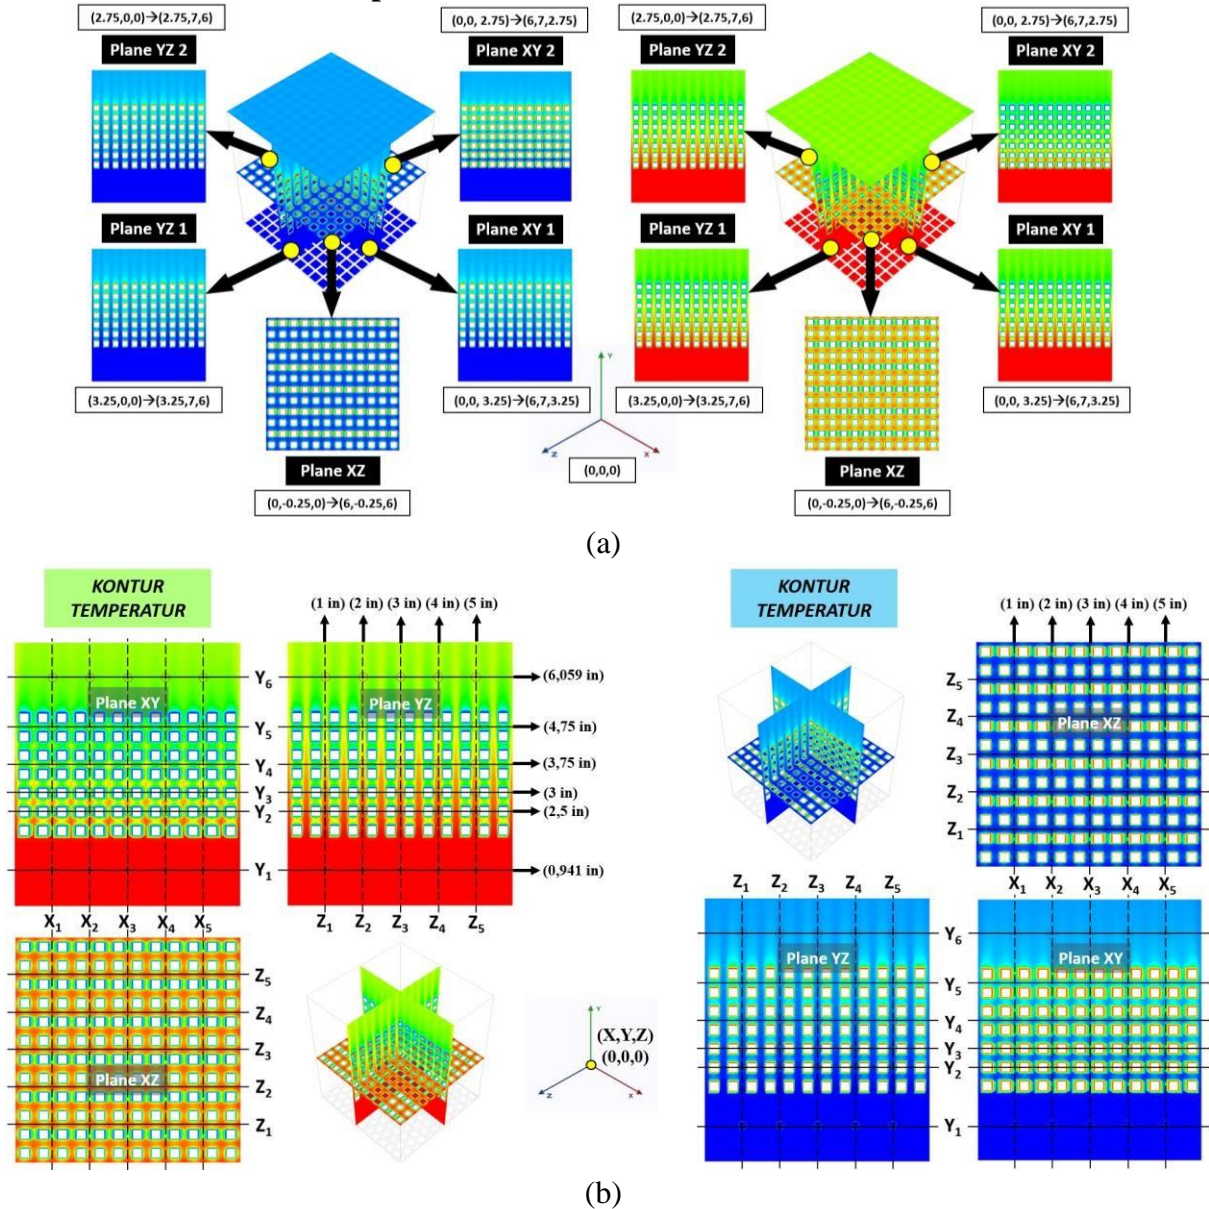 (2.75,0,0)→(2.75,7,6)
(0,0, 2.75)→(6,7,2.75)
(2.75,0,0)→(2.75,7,6)
(0,0, 2.75)→(6,7,2.75)
Plane YZ 2
Plane XY 2
Plane YZ 2
Plane XY 2
Plane YZ 1
Plane XY 1
Plane YZ 1
Plane XY 1
Y
Z
X
(3.25,0,0)→(3.25,7,6)
(0,0, 3.25)→(6,7,3.25)
(3.25,0,0)→(3.25,7,6)
(0,0, 3.25)→(6,7,3.25)
Plane XZ
(0,0,0)
Plane XZ
(0,-0.25,0)→(6,-0.25,6)
(0,-0.25,0)→(6,-0.25,6)
(a)
KONTUR
TEMPERATUR
(1 in) (2 in) (3 in) (4 in) (5 in)
Y6
(6,059 in)
Plane XY
Plane YZ
Y5
(4,75 in)
Y4
(3,75 in)
Y3
(3 in)
Y2
(2,5 in)
Y1
(0,941 in)
X1 X2 X3 X4 X5
Z1 Z2 Z3 Z4 Z5
Z5
Z4
Z3
Plane XZ
Z2
Z1
Y
(X,Y,Z)
(0,0,0)
Z
X
KONTUR
TEMPERATUR
(1 in) (2 in) (3 in) (4 in) (5 in)
Z5
Z4
Plane XZ
Z3
Z2
Z1
Z1 Z2 Z3 Z4 Z5
X1 X2 X3 X4 X5
Y6
Plane YZ
Plane XY
Y5
Y4
Y3
Y2
Y1
(b)